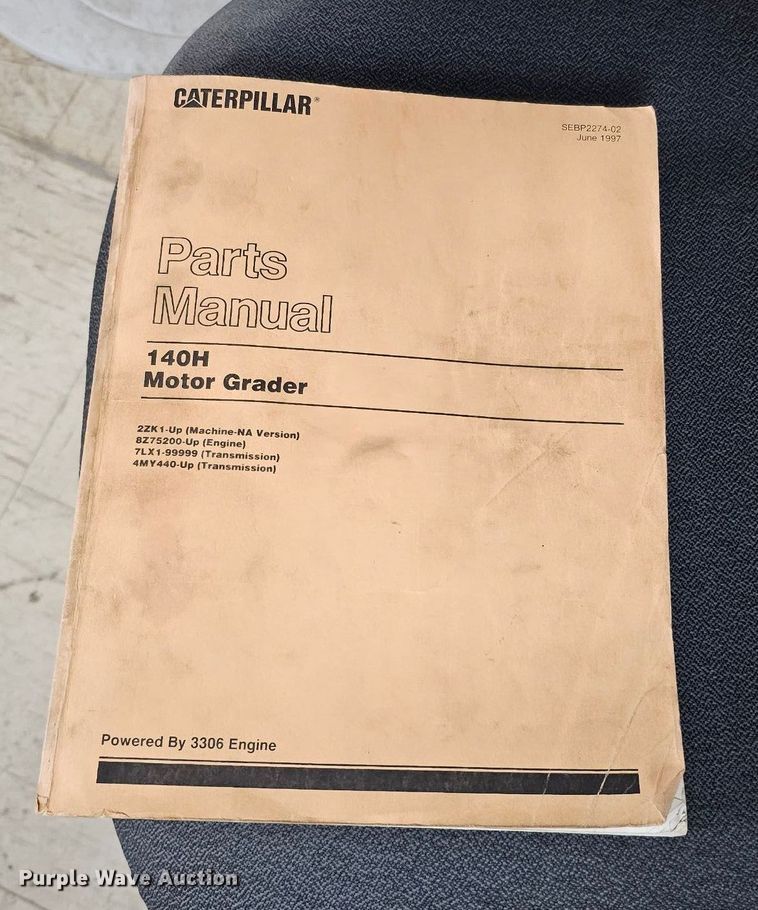 CATERPILLAR®
SEBP2274-02
June 1997
Parts
Manual
140H
Motor Grader
2ZK1-Up (Machine-NA Version)
8Z75200-Up (Engine)
7LX1-99999 (Transmission)
4MY440-Up (Transmission)
Powered By 3306 Engine
Purple Wave Auction